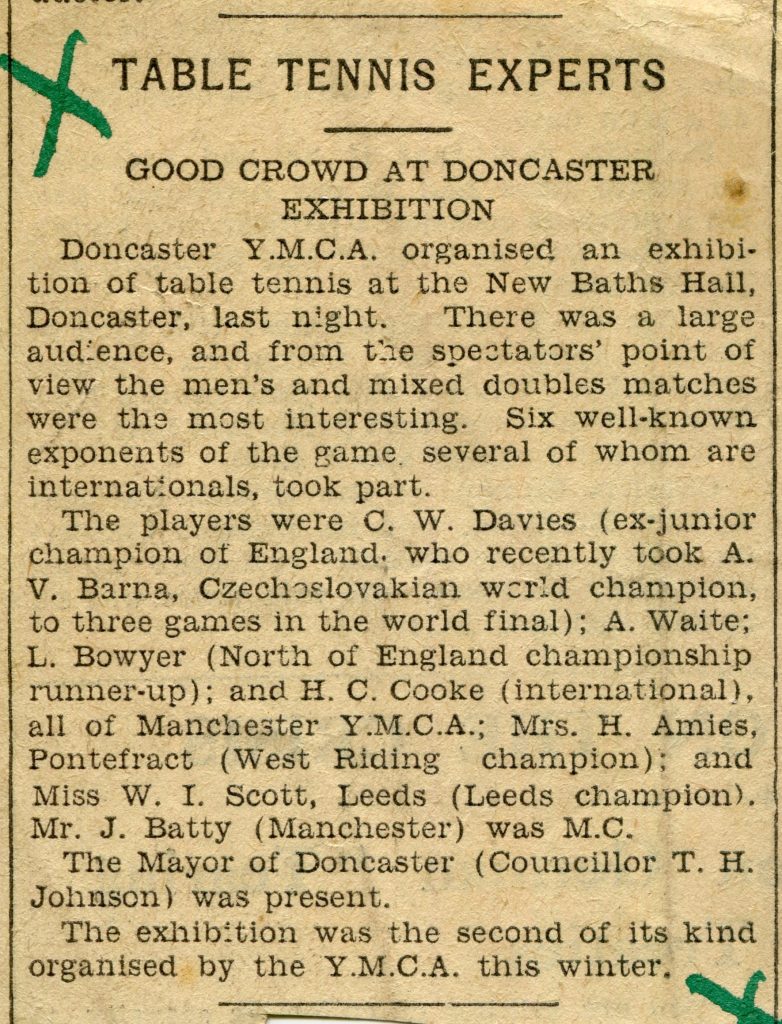 TABLE TENNIS EXPERTS
GOOD CROWD AT DONCASTER
EXHIBITION
Doncaster Y.M.C.A. organised an exhibi-
tion of table tennis at the New Baths Hall,
Doncaster, last night. There was a large
audience, and from the spectators' point of
view the men's and mixed doubles matches
were the most interesting. Six well-known
exponents of the game, several of whom are
internationals, took part.
The players were C. W. Davies (ex-junior
champion of England, who recently took A.
V. Barna, Czechoslovakian world champion,
to three games in the world final); A. Waite;
L. Bowyer (North of England championship
runner-up); and H. C. Cooke (international),
all of Manchester Y.M.C.A.; Mrs. H. Amies,
Pontefract (West Riding champion); and
Miss W. I. Scott, Leeds (Leeds champion).
Mr. J. Batty (Manchester) was M.C.
The Mayor of Doncaster (Councillor T. H.
Johnson) was present.
The exhibition was the second of its kind
organised by the Y.M.C.A. this winter.